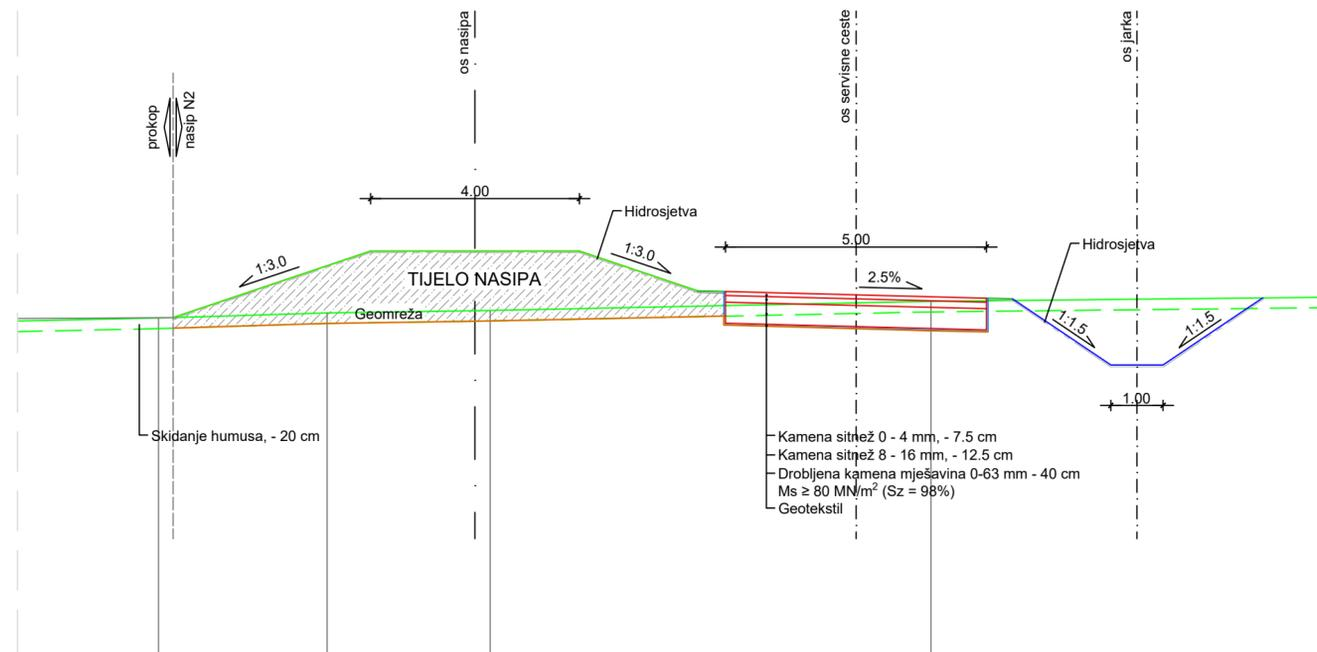 os nasipa
os servisne ceste
os jarka
prokop
nasip N2
4.00
Hidrosjetva
1:3.0
1:3.0
5.00
Hidrosjetva
2.5%
TIJELO NASIPA
Geomreža
1:1.5
1:1.5
1.00
Skidanje humusa, - 20 cm
Kamena sitnež 0 - 4 mm, - 7.5 cm
Kamena sitnež 8 - 16 mm, - 12.5 cm
Drobljena kamena mješavina 0-63 mm - 40 cm
Ms ≥ 80 MN/m² (Sz = 98%)
Geotekstil